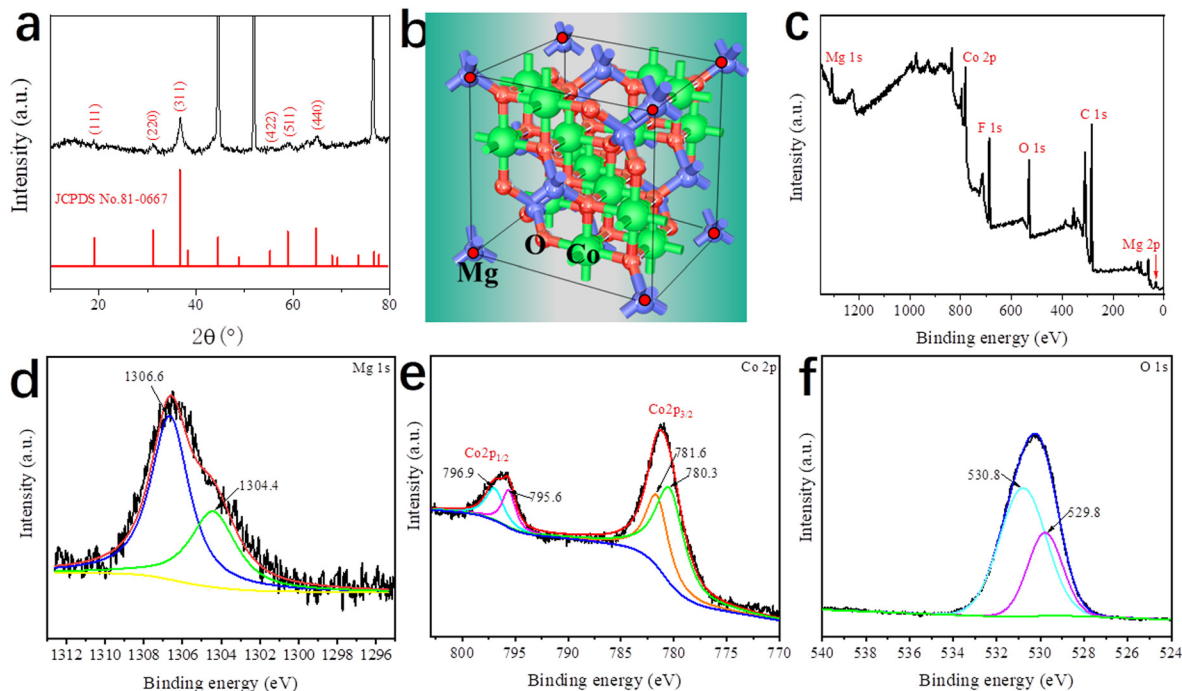 a
Intensity (a.u.)
(111)
(220)
(311)
(422)
(511)
(440)
JCPDS No.81-0667
20
40
60
80
2θ (°)
b
Mg
O
Co
c
Intensity (a.u.)
Mg 1s
Co 2p
F 1s
O 1s
C 1s
Mg 2p
1200
1000
800
600
400
200
0
Binding energy (eV)
d
Mg 1s
Intensity (a.u.)
1306.6
1304.4
1312
1310
1308
1306
1304
1302
1300
1298
1296
Binding energy (eV)
e
Co 2p
Intensity (a.u.)
Co2p1/2
796.9
795.6
Co2p3/2
781.6
780.3
800
795
790
785
780
775
770
Binding energy (eV)
f
O 1s
Intensity (a.u.)
530.8
529.8
540
538
536
534
532
530
528
526
524
Binding energy (eV)